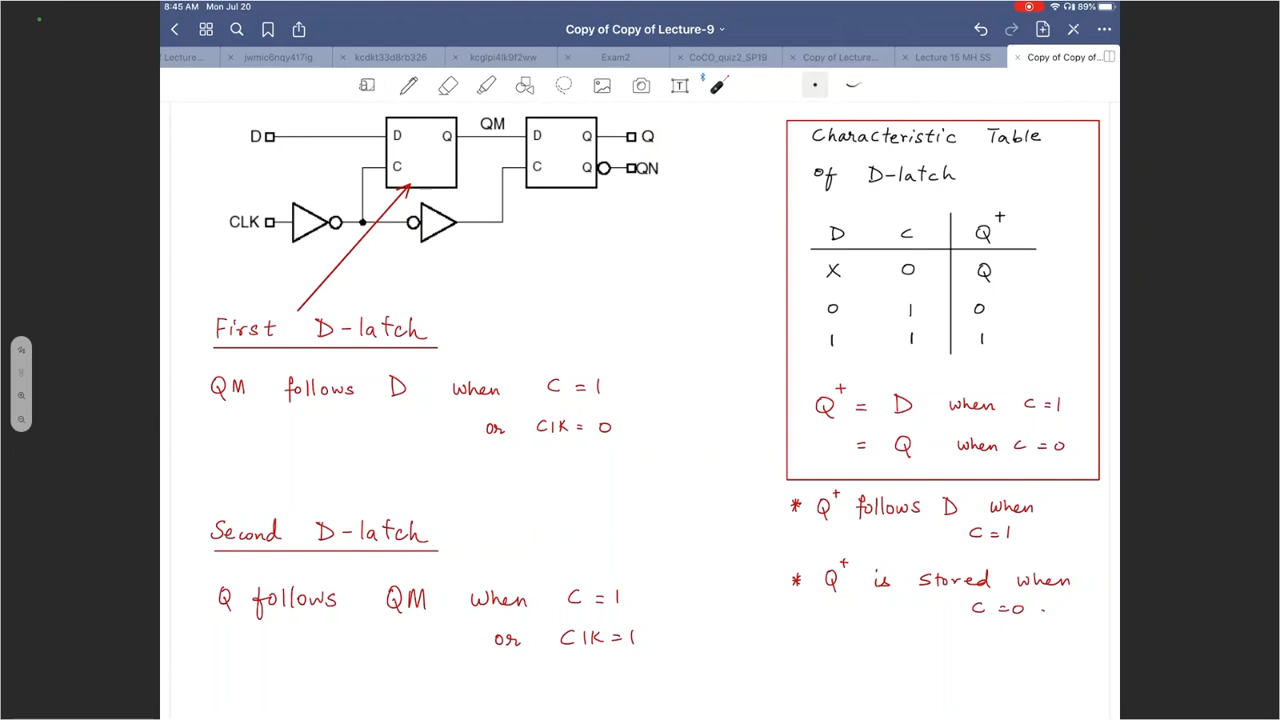 8:45 AM Mon Jul 20
89%
Copy of Copy of Lecture-9
Lecture...
jwmic6nqy417ig
kcdkt33d8rb326
kcglpi4lk9f2ww
Exam2
CoCO_quiz2_SP19
Copy of Lecture...
Lecture 15 MH SS
Copy of Copy of...
T
D
D Q
C
QM
D Q
C Q
Q
QN
CLK
First D-latch
QM follows D when C = 1
or Clk = 0
Second D-latch
Q follows QM when C = 1
or Clk = 1
Characteristic Table
of D-latch
D C Q+
X 0 Q
0 1 0
1 1 1
Q+ = D when c=1
= Q when c=0
* Q+ follows D when
c=1
* Q+ is stored when
c=0.